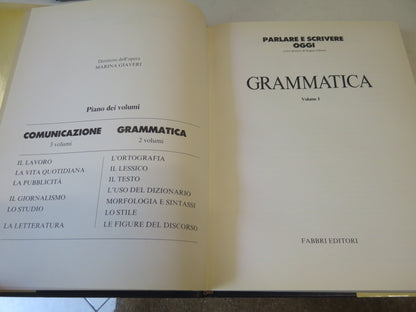 Direttore dell'opera
MARINA GIAVERI
Piano dei volumi
COMUNICAZIONE
3 volumi
IL LAVORO
LA VITA QUOTIDIANA
LA PUBBLICITÀ
IL GIORNALISMO
LO STUDIO
LA LETTERATURA
GRAMMATICA
2 volumi
L'ORTOGRAFIA
IL LESSICO
IL TESTO
L'USO DEL DIZIONARIO
MORFOLOGIA E SINTASSI
LO STILE
LE FIGURE DEL DISCORSO
PARLARE E SCRIVERE
OGGI
GRAMMATICA
Volume I
FABBRI EDITORI